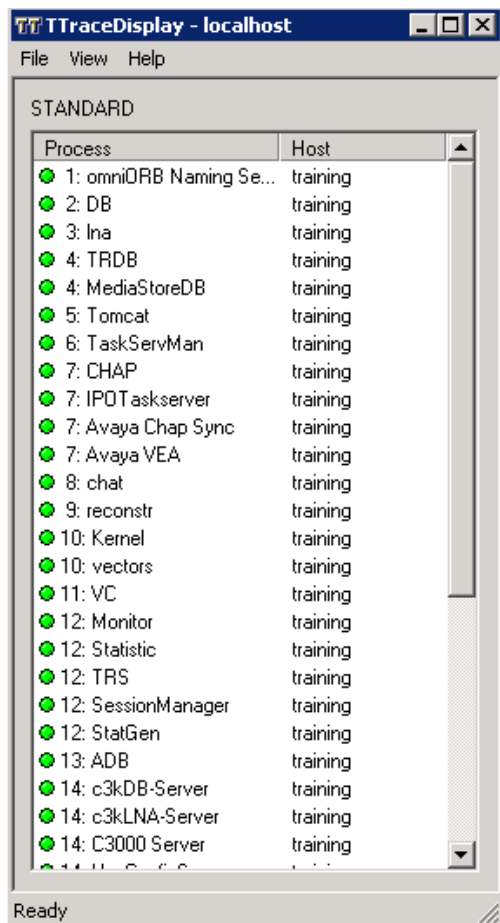 TTraceDisplay - localhost
File View Help
STANDARD
Process Host
1: omniORB Naming Se... training
2: DB training
3: lna training
4: TRDB training
4: MediaStoreDB training
5: Tomcat training
6: TaskServMan training
7: CHAP training
7: IPOTaskserver training
7: Avaya Chap Sync training
7: Avaya VEA training
8: chat training
9: reconstr training
10: Kernel training
10: vectors training
11: VC training
12: Monitor training
12: Statistic training
12: TRS training
12: SessionManager training
12: StatGen training
13: ADB training
14: c3kDB-Server training
14: c3kLNA-Server training
14: C3000 Server training
Ready